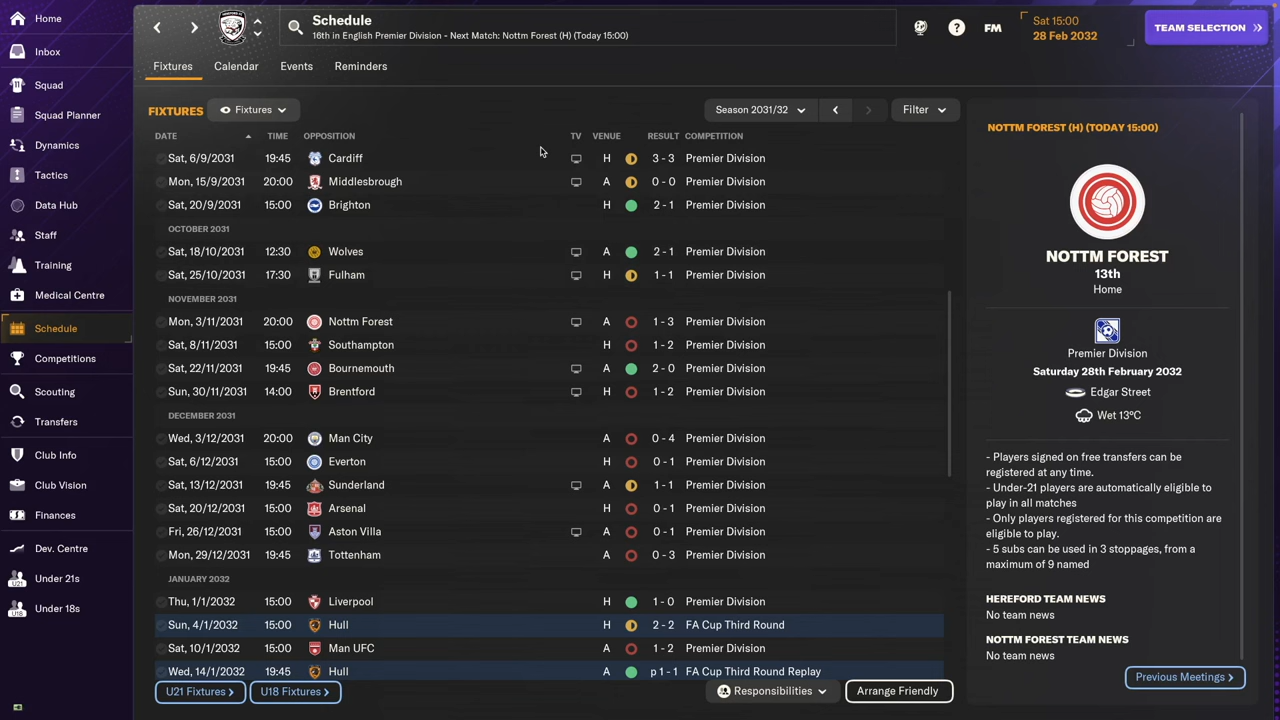 Home
Schedule
16th in English Premier Division - Next Match: Nottm Forest (H) (Today 15:00)
FM
Sat 15:00
28 Feb 2032
TEAM SELECTION
Inbox
Squad
Squad Planner
Dynamics
Tactics
Data Hub
Staff
Training
Medical Centre
Schedule
Competitions
Scouting
Transfers
Club Info
Club Vision
Finances
Dev. Centre
Under 21s
Under 18s
Fixtures Calendar Events Reminders
FIXTURES Fixtures Season 2031/32 Filter
DATE TIME OPPOSITION TV VENUE RESULT COMPETITION
Sat, 6/9/2031 19:45 Cardiff H 3 - 3 Premier Division
Mon, 15/9/2031 20:00 Middlesbrough A 0 - 0 Premier Division
Sat, 20/9/2031 15:00 Brighton H 2 - 1 Premier Division
OCTOBER 2031
Sat, 18/10/2031 12:30 Wolves A 2 - 1 Premier Division
Sat, 25/10/2031 17:30 Fulham H 1 - 1 Premier Division
NOVEMBER 2031
Mon, 3/11/2031 20:00 Nottm Forest A 1 - 3 Premier Division
Sat, 8/11/2031 15:00 Southampton H 1 - 2 Premier Division
Sat, 22/11/2031 19:45 Bournemouth A 2 - 0 Premier Division
Sun, 30/11/2031 14:00 Brentford H 1 - 2 Premier Division
DECEMBER 2031
Wed, 3/12/2031 20:00 Man City A 0 - 4 Premier Division
Sat, 6/12/2031 15:00 Everton H 0 - 1 Premier Division
Sat, 13/12/2031 19:45 Sunderland A 1 - 1 Premier Division
Sat, 20/12/2031 15:00 Arsenal H 0 - 1 Premier Division
Fri, 26/12/2031 15:00 Aston Villa A 0 - 1 Premier Division
Mon, 29/12/2031 19:45 Tottenham A 0 - 3 Premier Division
JANUARY 2032
Thu, 1/1/2032 15:00 Liverpool H 1 - 0 Premier Division
Sun, 4/1/2032 15:00 Hull H 2 - 2 FA Cup Third Round
Sat, 10/1/2032 15:00 Man UFC A 1 - 2 Premier Division
Wed, 14/1/2032 19:45 Hull A p 1 - 1 FA Cup Third Round Replay
U21 Fixtures U18 Fixtures Responsibilities Arrange Friendly
NOTTM FOREST (H) (TODAY 15:00)
NOTTM FOREST
13th
Home
Premier Division
Saturday 28th February 2032
Edgar Street
Wet 13ºC
- Players signed on free transfers can be
registered at any time.
- Under-21 players are automatically eligible to
play in all matches
- Only players registered for this competition are
eligible to play.
- 5 subs can be used in 3 stoppages, from a
maximum of 9 named
HEREFORD TEAM NEWS
No team news
NOTTM FOREST TEAM NEWS
No team news
Previous Meetings